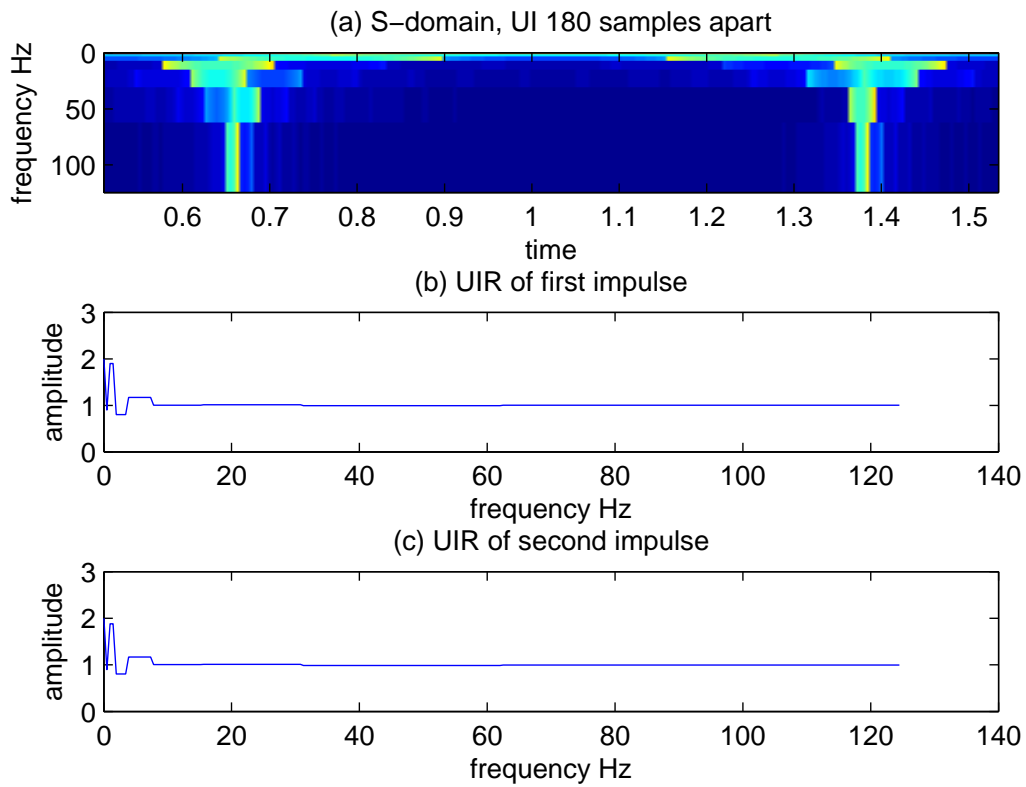 (a) S−domain, UI 180 samples apart
frequency Hz
0
50
100
0.6 0.7 0.8 0.9 1 1.1 1.2 1.3 1.4 1.5
time
(b) UIR of first impulse
amplitude
3
2
1
0
0 20 40 60 80 100 120 140
frequency Hz
(c) UIR of second impulse
amplitude
3
2
1
0
0 20 40 60 80 100 120 140
frequency Hz